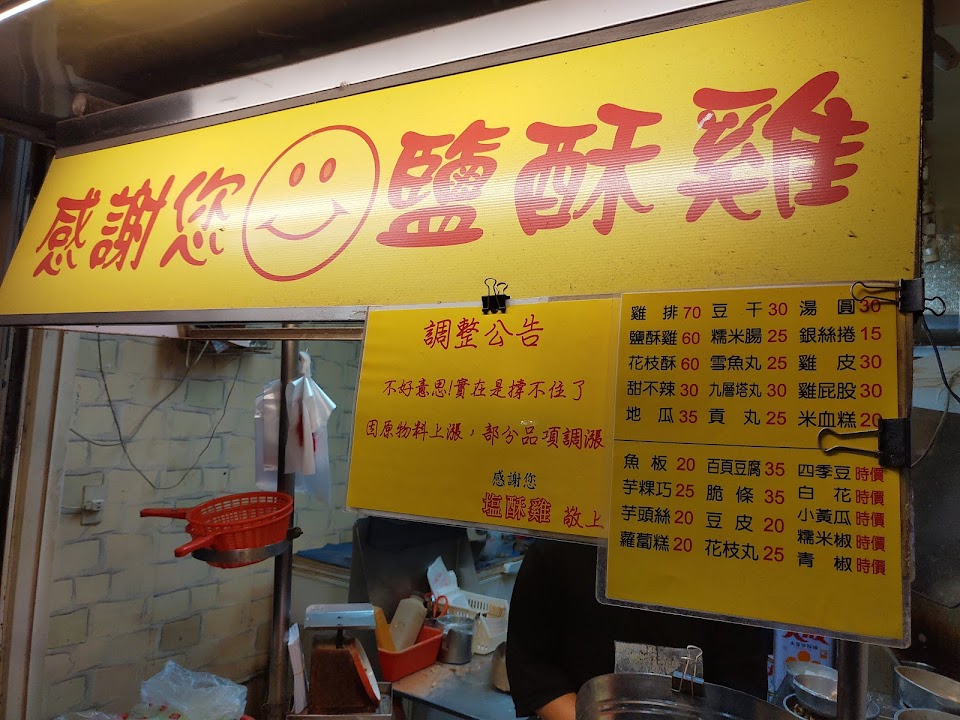 感謝您 鹽酥雞
調整公告
不好意思!實在是撐不住了
因原物料上漲，部分品項調漲
感謝您
塩酥雞 敬上
雞排 70 豆干 30 湯圓 30
鹽酥雞 60 糯米腸 25 銀絲捲 15
花枝酥 60 雪魚丸 25 雞皮 30
甜不辣 30 九層塔丸 30 雞屁股 30
地瓜 35 貢丸 25 米血糕 20
魚板 20 百頁豆腐 35 四季豆 時價
芋粿巧 25 脆條 35 白花 時價
芋頭絲 20 豆皮 20 小黃瓜 時價
蘿蔔糕 20 花枝丸 25 糯米椒 時價
青椒 時價